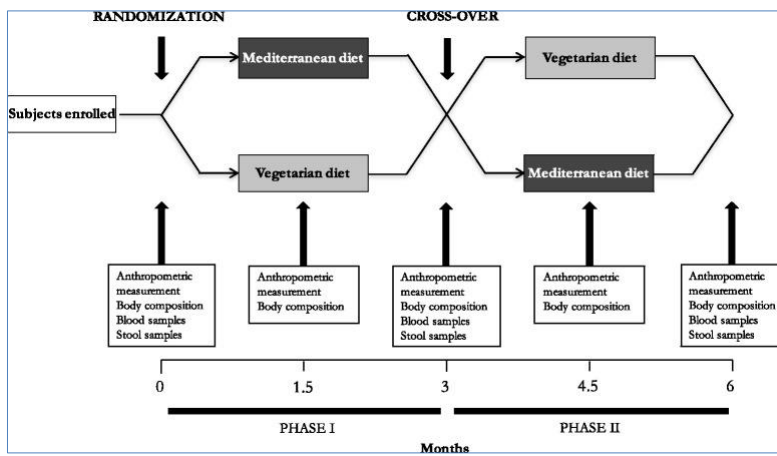 RANDOMIZATION
CROSS-OVER
Mediterranean diet
Vegetarian diet
Subjects enrolled
Vegetarian diet
Mediterranean diet
Anthropometric
measurement
Body composition
Blood samples
Stool samples
Anthropometric
measurement
Body composition
Anthropometric
measurement
Body composition
Blood samples
Stool samples
Anthropometric
measurement
Body composition
Anthropometric
measurement
Body composition
Blood samples
Stool samples
0
1.5
3
4.5
6
PHASE I
PHASE II
Months